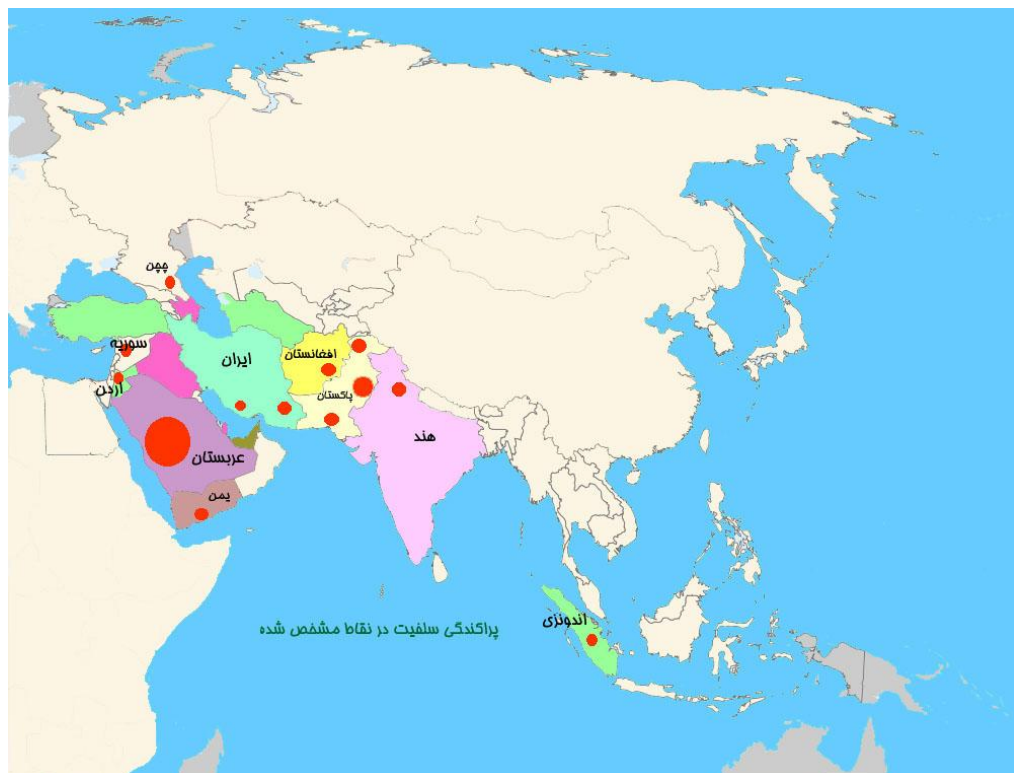 چچن
سوریه
ایران
افغانستان
اردن
پاکستان
هند
عربستان
یمن
اندونزی
پراکندگی سلفیت در نقاط مشخص شده